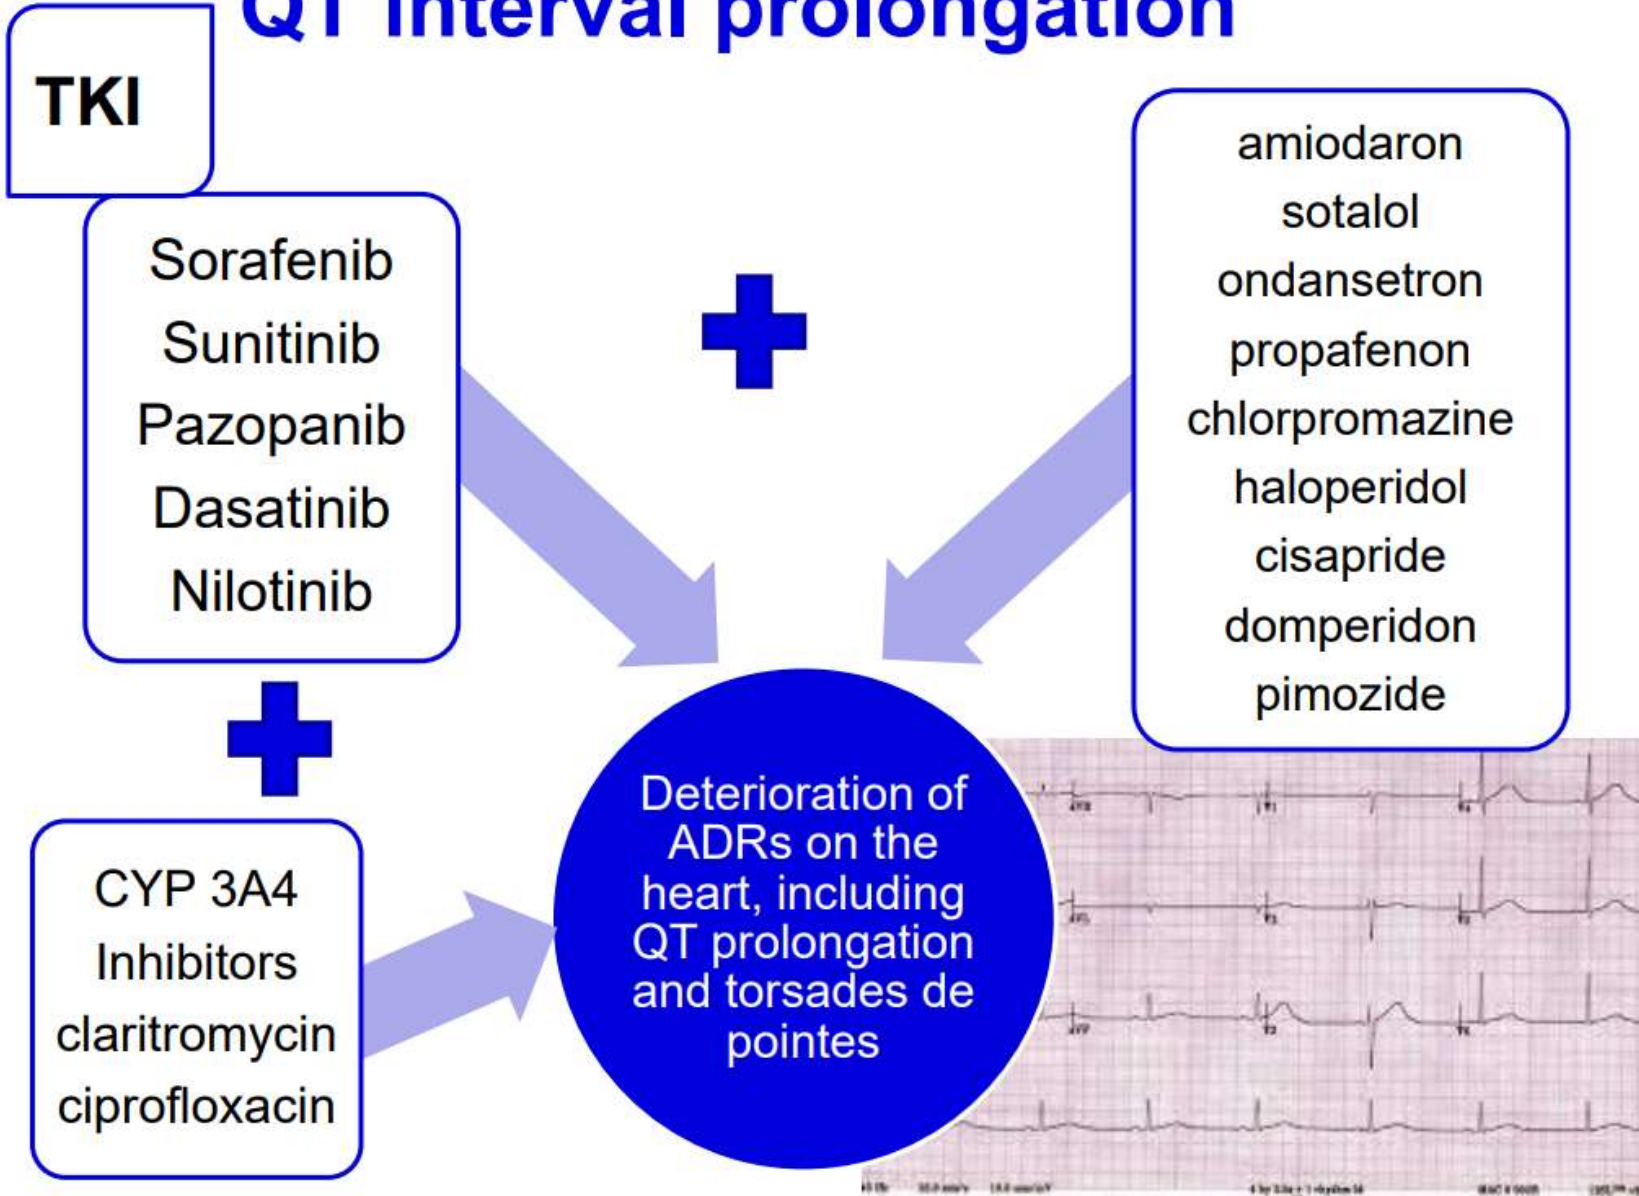 QT interval prolongation
TKI
Sorafenib
Sunitinib
Pazopanib
Dasatinib
Nilotinib
amiodaron
sotalol
ondansetron
propafenon
chlorpromazine
haloperidol
cisapride
domperidon
pimozide
CYP 3A4
Inhibitors
claritromycin
ciprofloxacin
Deterioration of
ADRs on the
heart, including
QT prolongation
and torsades de
pointes